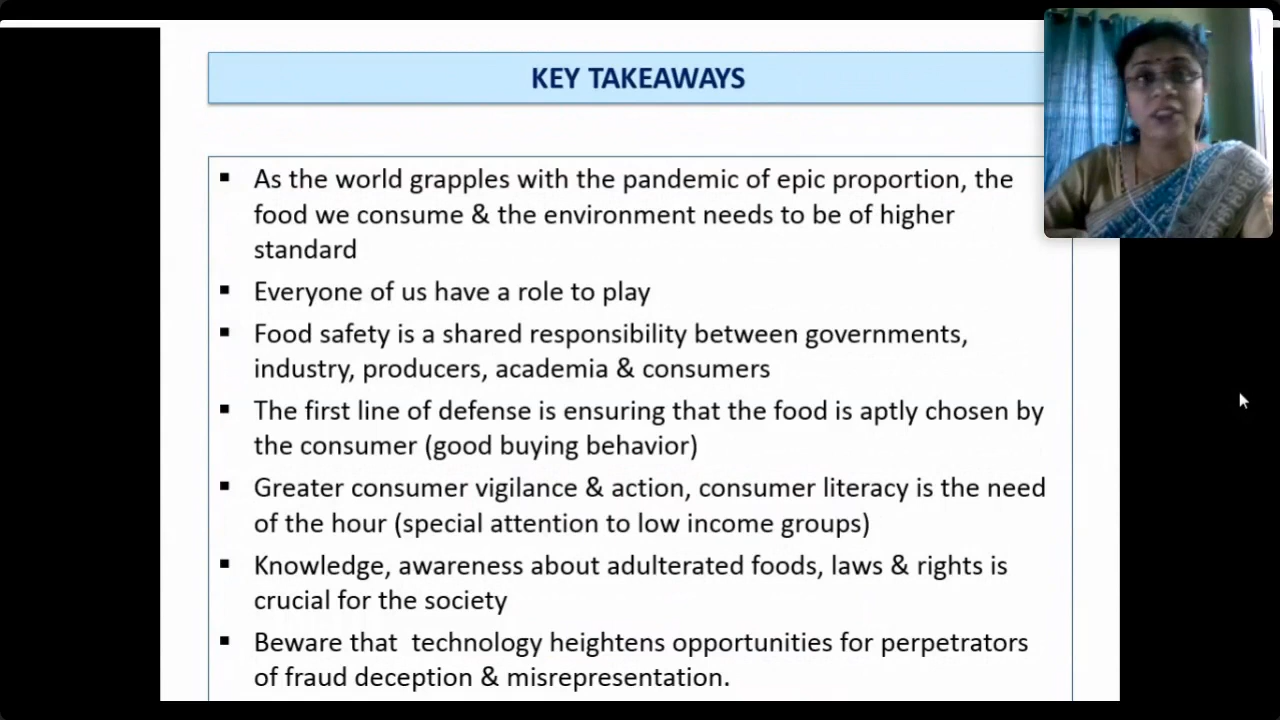 KEY TAKEAWAYS
▪ As the world grapples with the pandemic of epic proportion, the
food we consume & the environment needs to be of higher
standard
▪ Everyone of us have a role to play
▪ Food safety is a shared responsibility between governments,
industry, producers, academia & consumers
▪ The first line of defense is ensuring that the food is aptly chosen by
the consumer (good buying behavior)
▪ Greater consumer vigilance & action, consumer literacy is the need
of the hour (special attention to low income groups)
▪ Knowledge, awareness about adulterated foods, laws & rights is
crucial for the society
▪ Beware that  technology heightens opportunities for perpetrators
of fraud deception & misrepresentation.